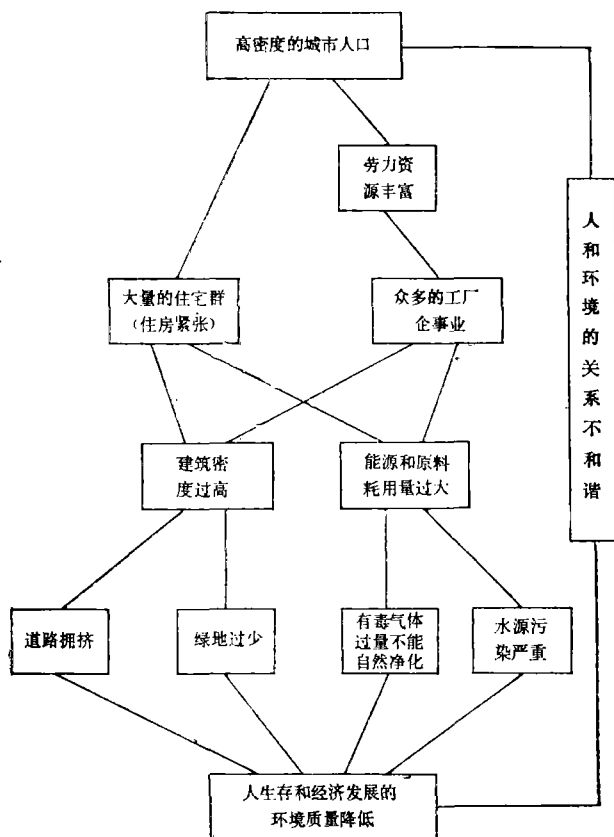 高密度的城市人口
劳力资
源丰富
大量的住宅群
(住房紧张)
众多的工厂
企事业
人和环境的关系不和谐
建筑密
度过高
能源和原料
耗用量过大
道路拥挤
绿地过少
有毒气体
过量不能
自然净化
水源污
染严重
人生存和经济发展的
环境质量降低